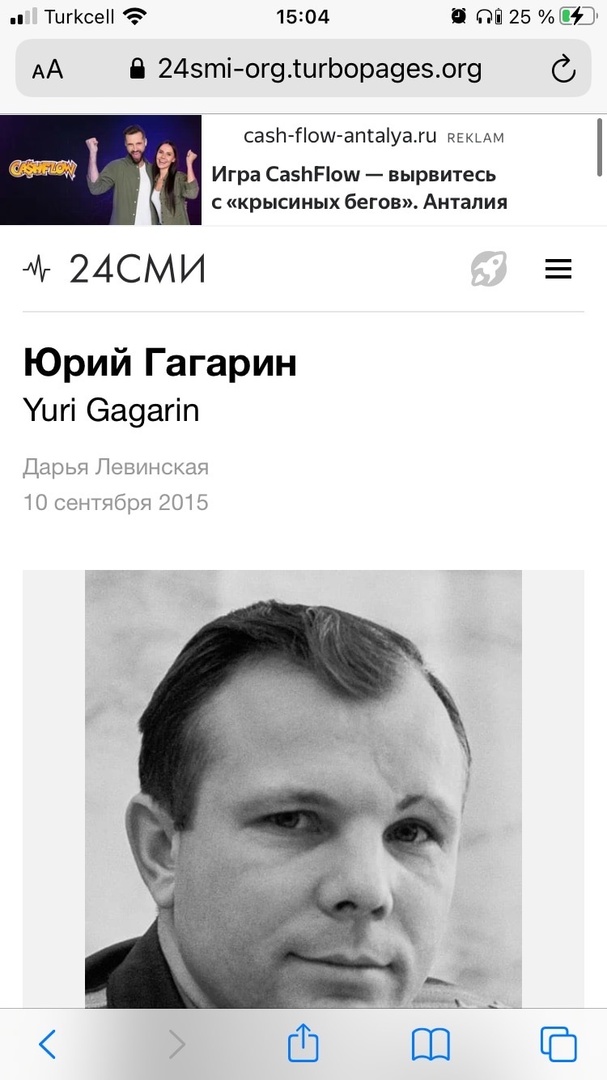 Turkcell 15:04 25 %
AA 24smi-org.turbopages.org
CASHFLOW
cash-flow-antalya.ru REKLAM
Игра CashFlow — вырвитесь
с «крысиных бегов». Анталия
24СМИ
Юрий Гагарин
Yuri Gagarin
Дарья Левинская
10 сентября 2015